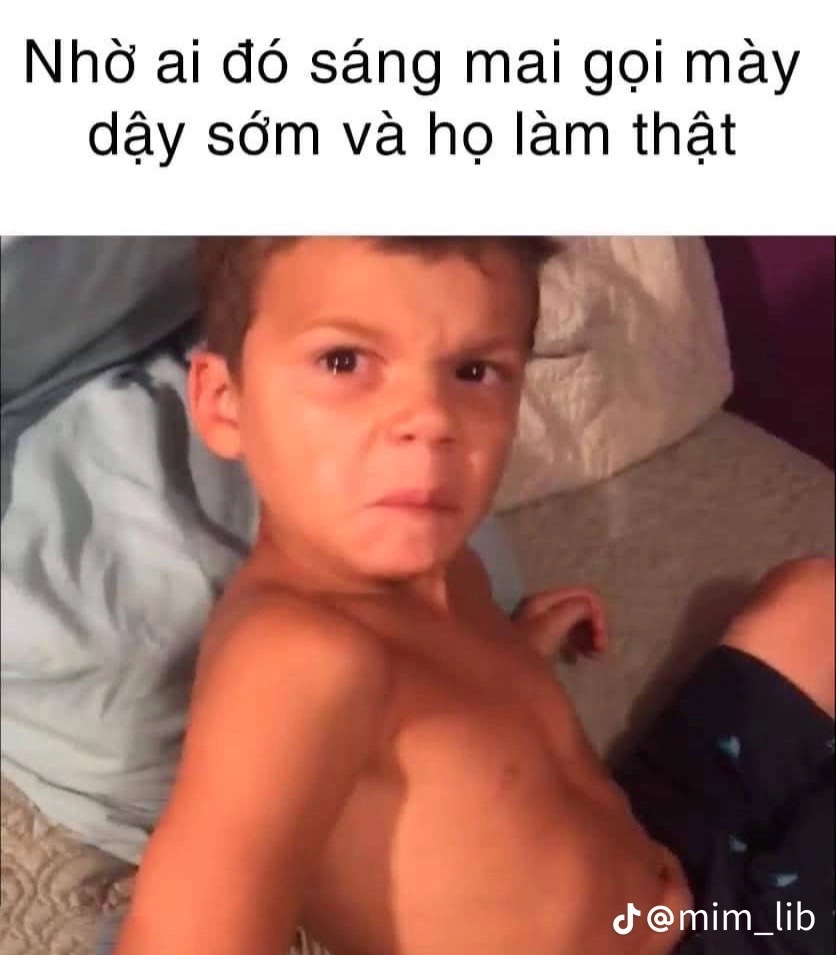 Nhờ ai đó sáng mai gọi mày
dậy sớm và họ làm thật
@mim_lib